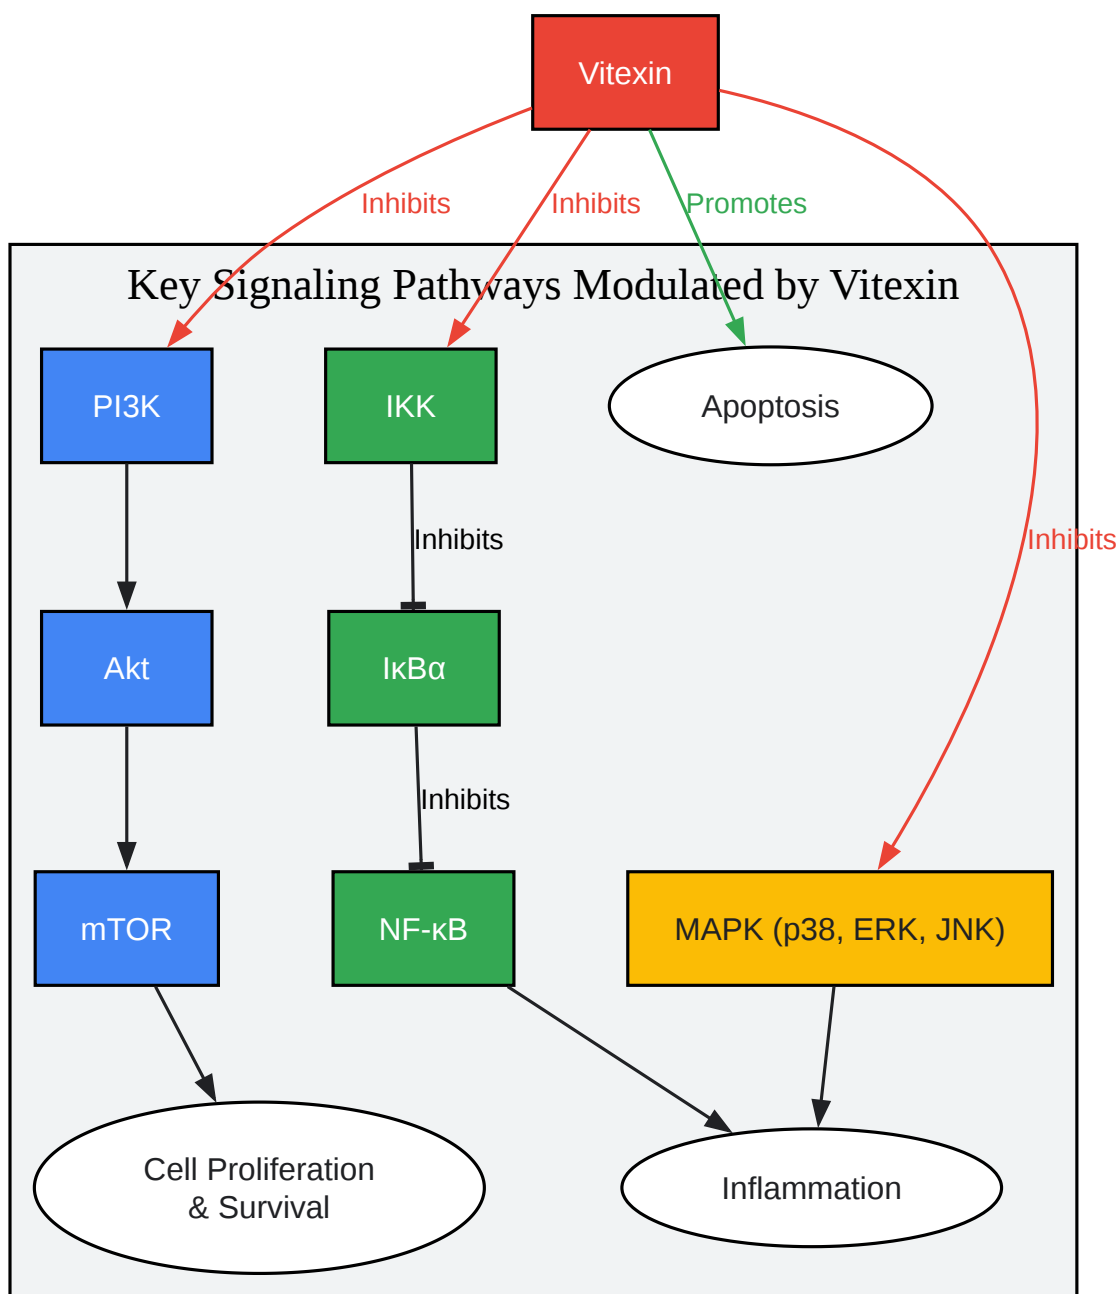 Vitexin
Inhibits
Inhibits
Promotes
Key Signaling Pathways Modulated by Vitexin
PI3K
IKK
Apoptosis
Inhibits
Inhibits
Akt
IκBα
Inhibits
mTOR
NF-κB
MAPK (p38, ERK, JNK)
Cell Proliferation
& Survival
Inflammation